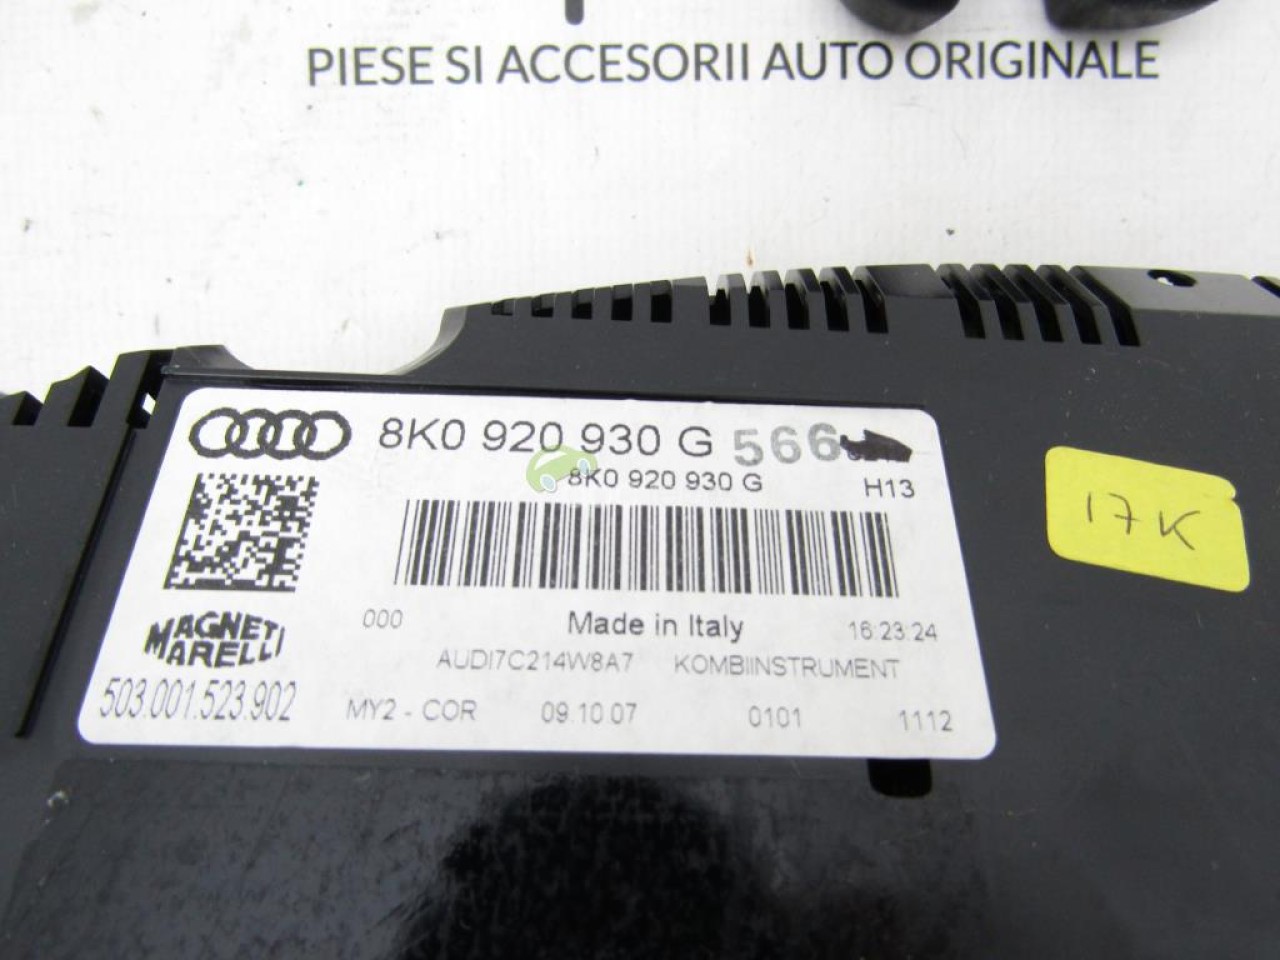 PIESE SI ACCESORII AUTO ORIGINALE
8K0 920 930 G 566
8K0 920 930 G H13
17K
000 Made in Italy 16:23:24
MAGNETI MARELLI
AUDI7C214W8A7 KOMBIINSTRUMENT
503.001.523.902
MY2 - COR 09.10.07 0101 1112